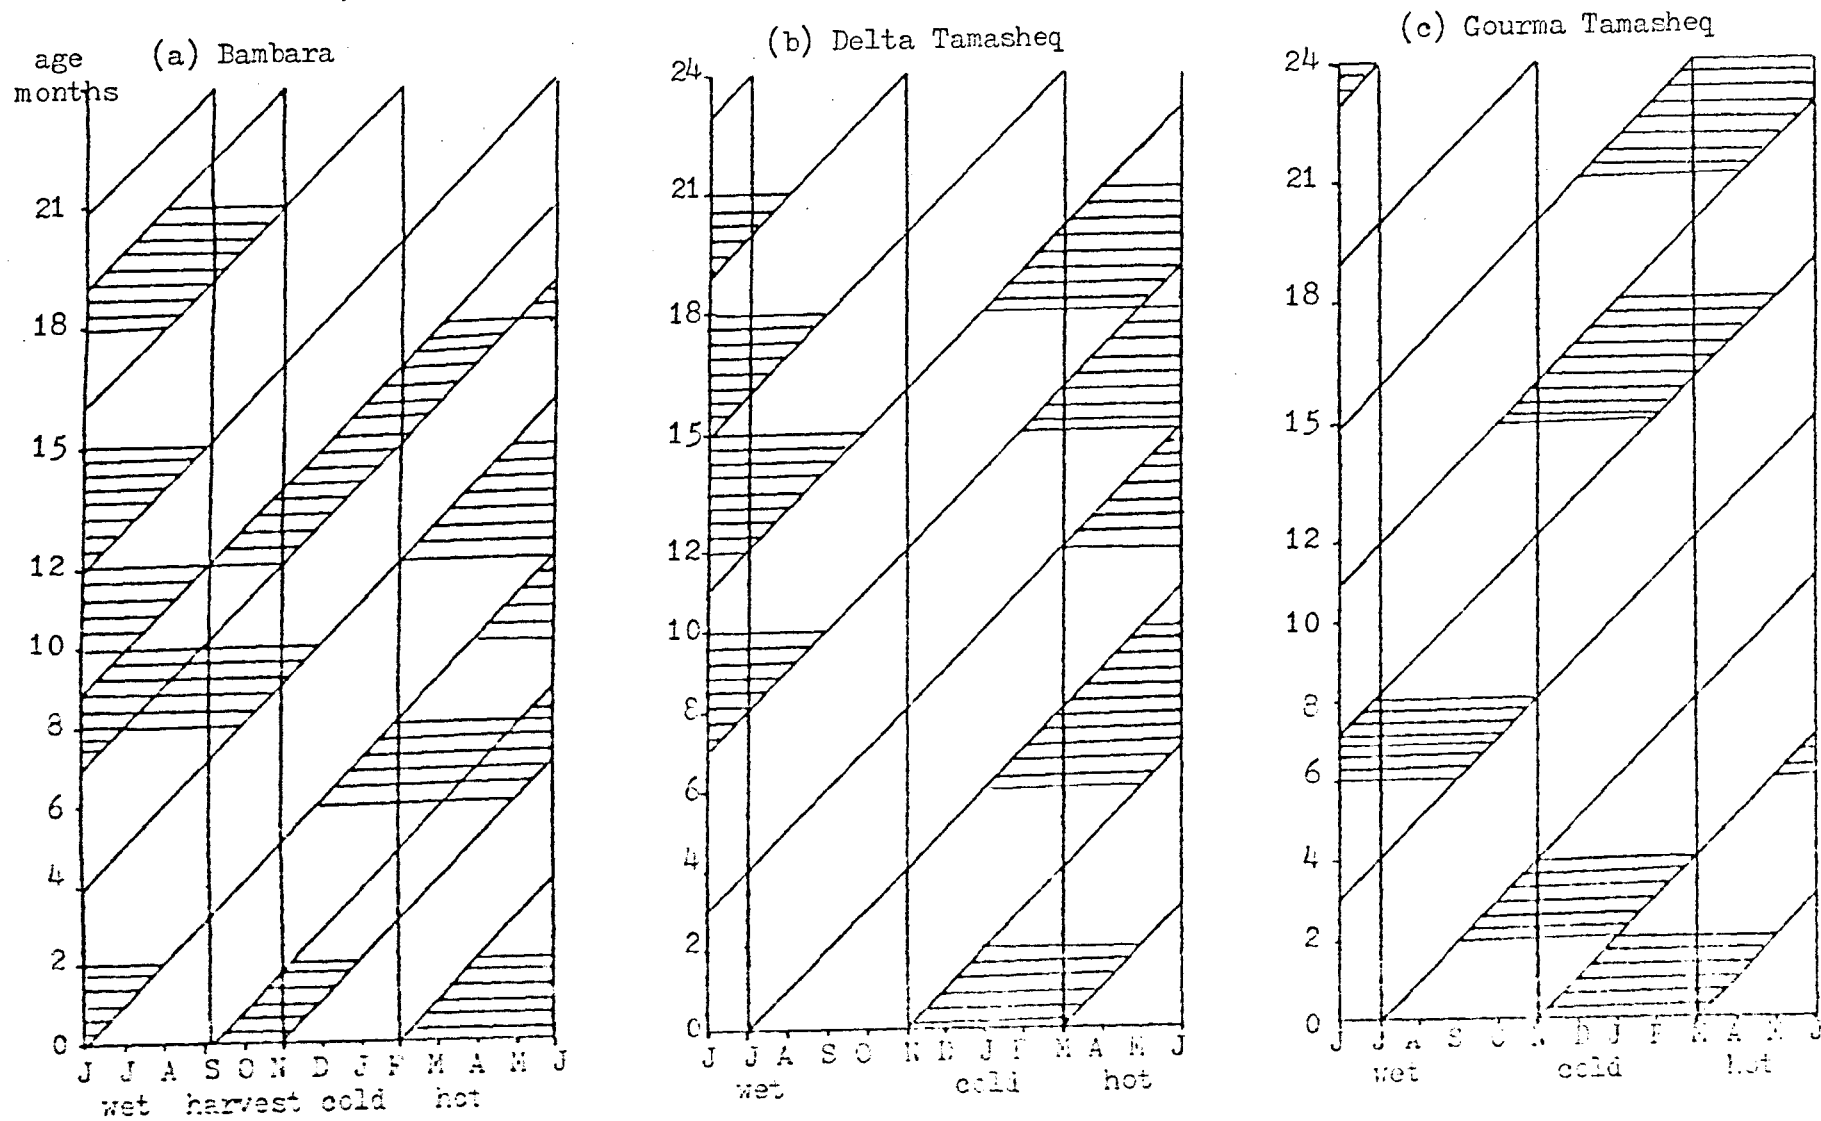 (a) Bambara
age
months
21
18
15
12
10
8
6
4
2
0
J J A S O N D J F M A M J
wet harvest cold hot
(b) Delta Tamasheq
24
21
18
15
12
10
8
6
4
2
0
J J A S O N D J F M A M J
wet cold hot
(c) Gourma Tamasheq
24
21
18
15
12
10
8
6
4
2
0
J J A S O N D J F M A M J
wet cold hot